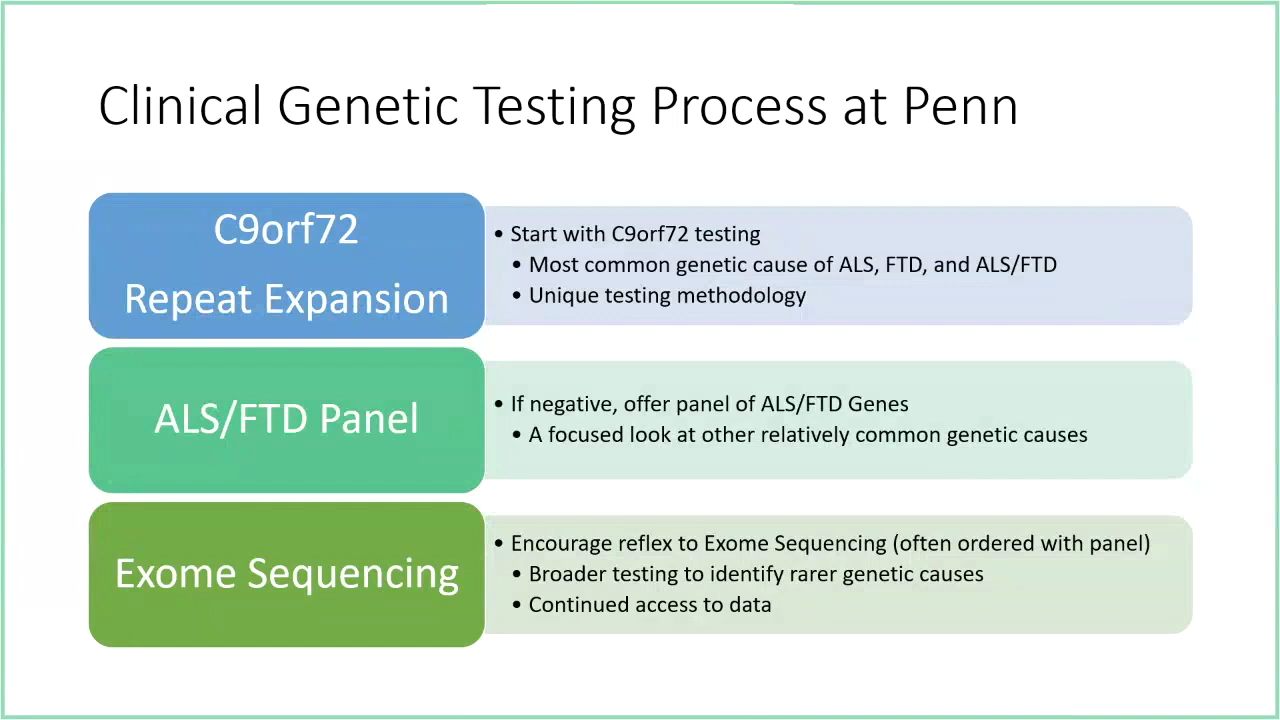 Clinical Genetic Testing Process at Penn
C9orf72
Repeat Expansion
• Start with C9orf72 testing
• Most common genetic cause of ALS, FTD, and ALS/FTD
• Unique testing methodology
ALS/FTD Panel
• If negative, offer panel of ALS/FTD Genes
• A focused look at other relatively common genetic causes
Exome Sequencing
• Encourage reflex to Exome Sequencing (often ordered with panel)
• Broader testing to identify rarer genetic causes
• Continued access to data